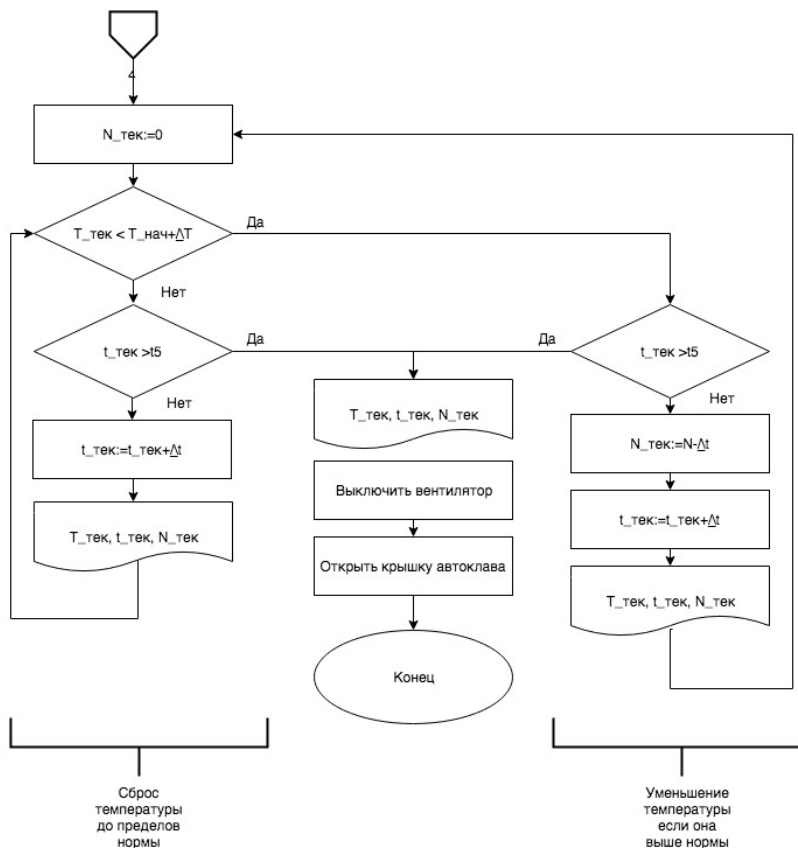 4
N_тек:=0
T_тек < T_нач+ΔT
Да
Нет
t_тек >t5
Да
Да
t_тек >t5
Нет
Нет
t_тек:=t_тек+Δt
T_тек, t_тек, N_тек
T_тек, t_тек, N_тек
Выключить вентилятор
Открыть крышку автоклава
Конец
N_тек:=N-Δt
t_тек:=t_тек+Δt
T_тек, t_тек, N_тек
Сброс
температуры
до пределов
нормы
Уменьшение
температуры
если она
выше нормы